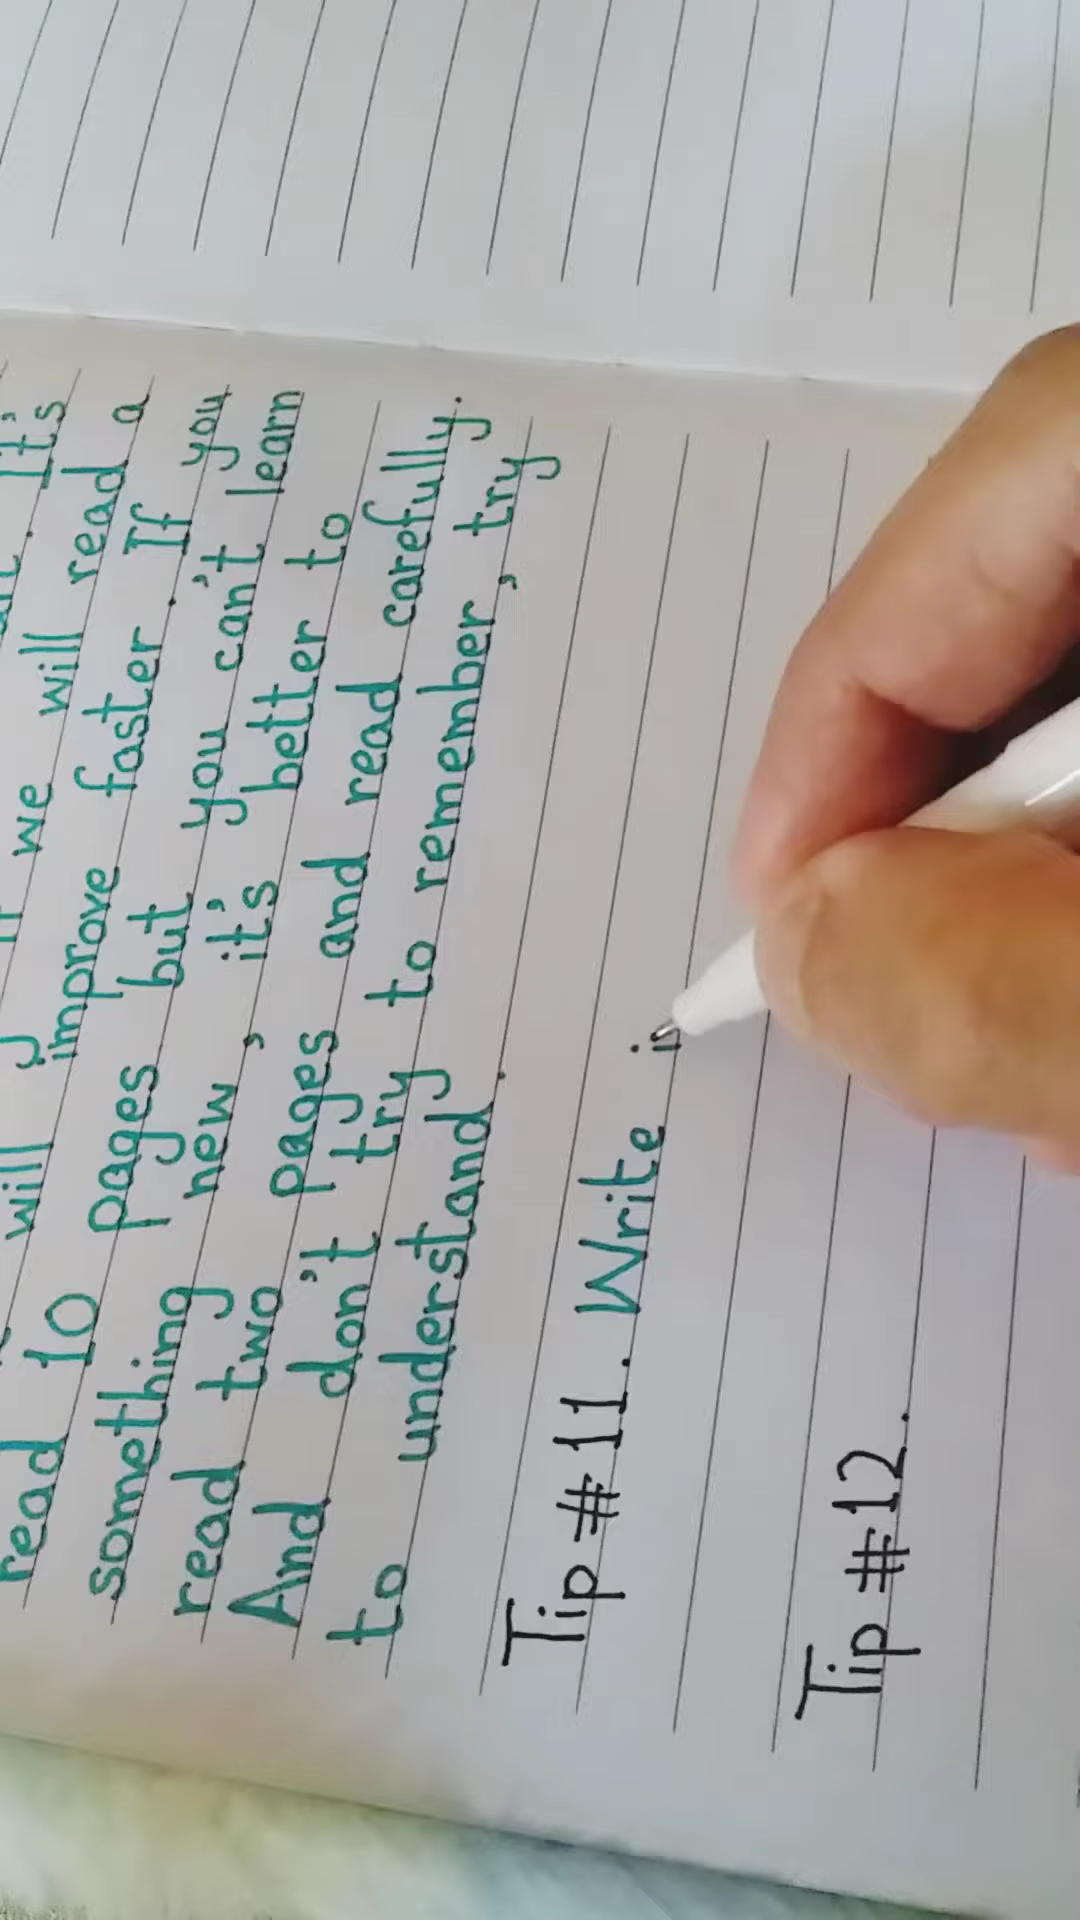 It's
we will read a
will improve faster. If you
read 10 pages but you can't learn
something new, it's better to
read two pages and read carefully.
And don't try to remember, try
to understand.
Tip #11. Write i
Tip #12.